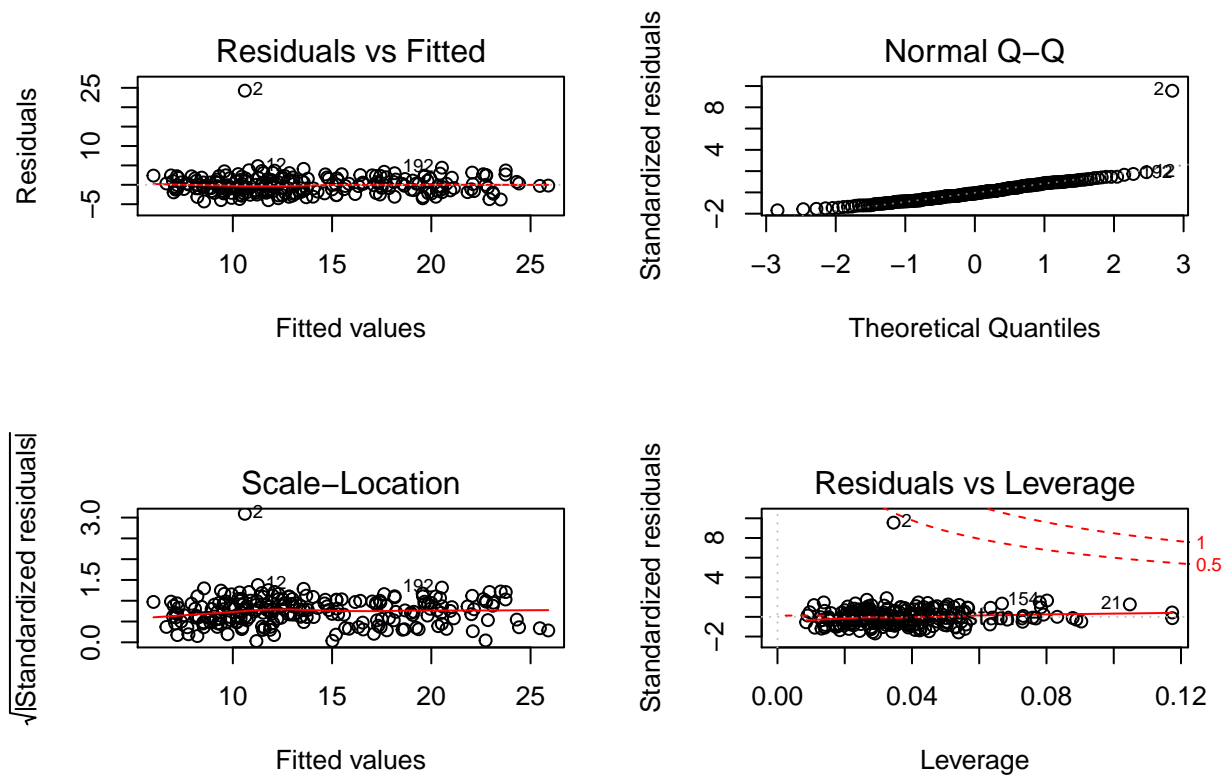 Residuals vs Fitted
Residuals
25
10
−5
2
12
192
10 15 20 25
Fitted values
Normal Q−Q
Standardized residuals
8
4
−2
2
192
−3 −2 −1 0 1 2 3
Theoretical Quantiles
Scale−Location
√|Standardized residuals|
3.0
1.5
0.0
2
12
192
10 15 20 25
Fitted values
Residuals vs Leverage
Standardized residuals
8
4
−2
2
154
21
1
0.5
0.00 0.04 0.08 0.12
Leverage